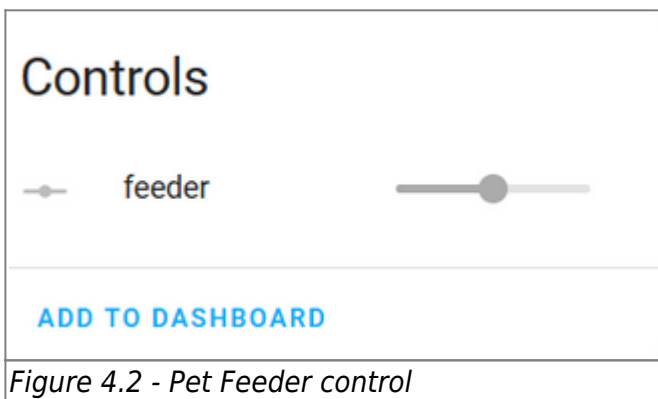 Controls
feeder
ADD TO DASHBOARD
Figure 4.2 - Pet Feeder control